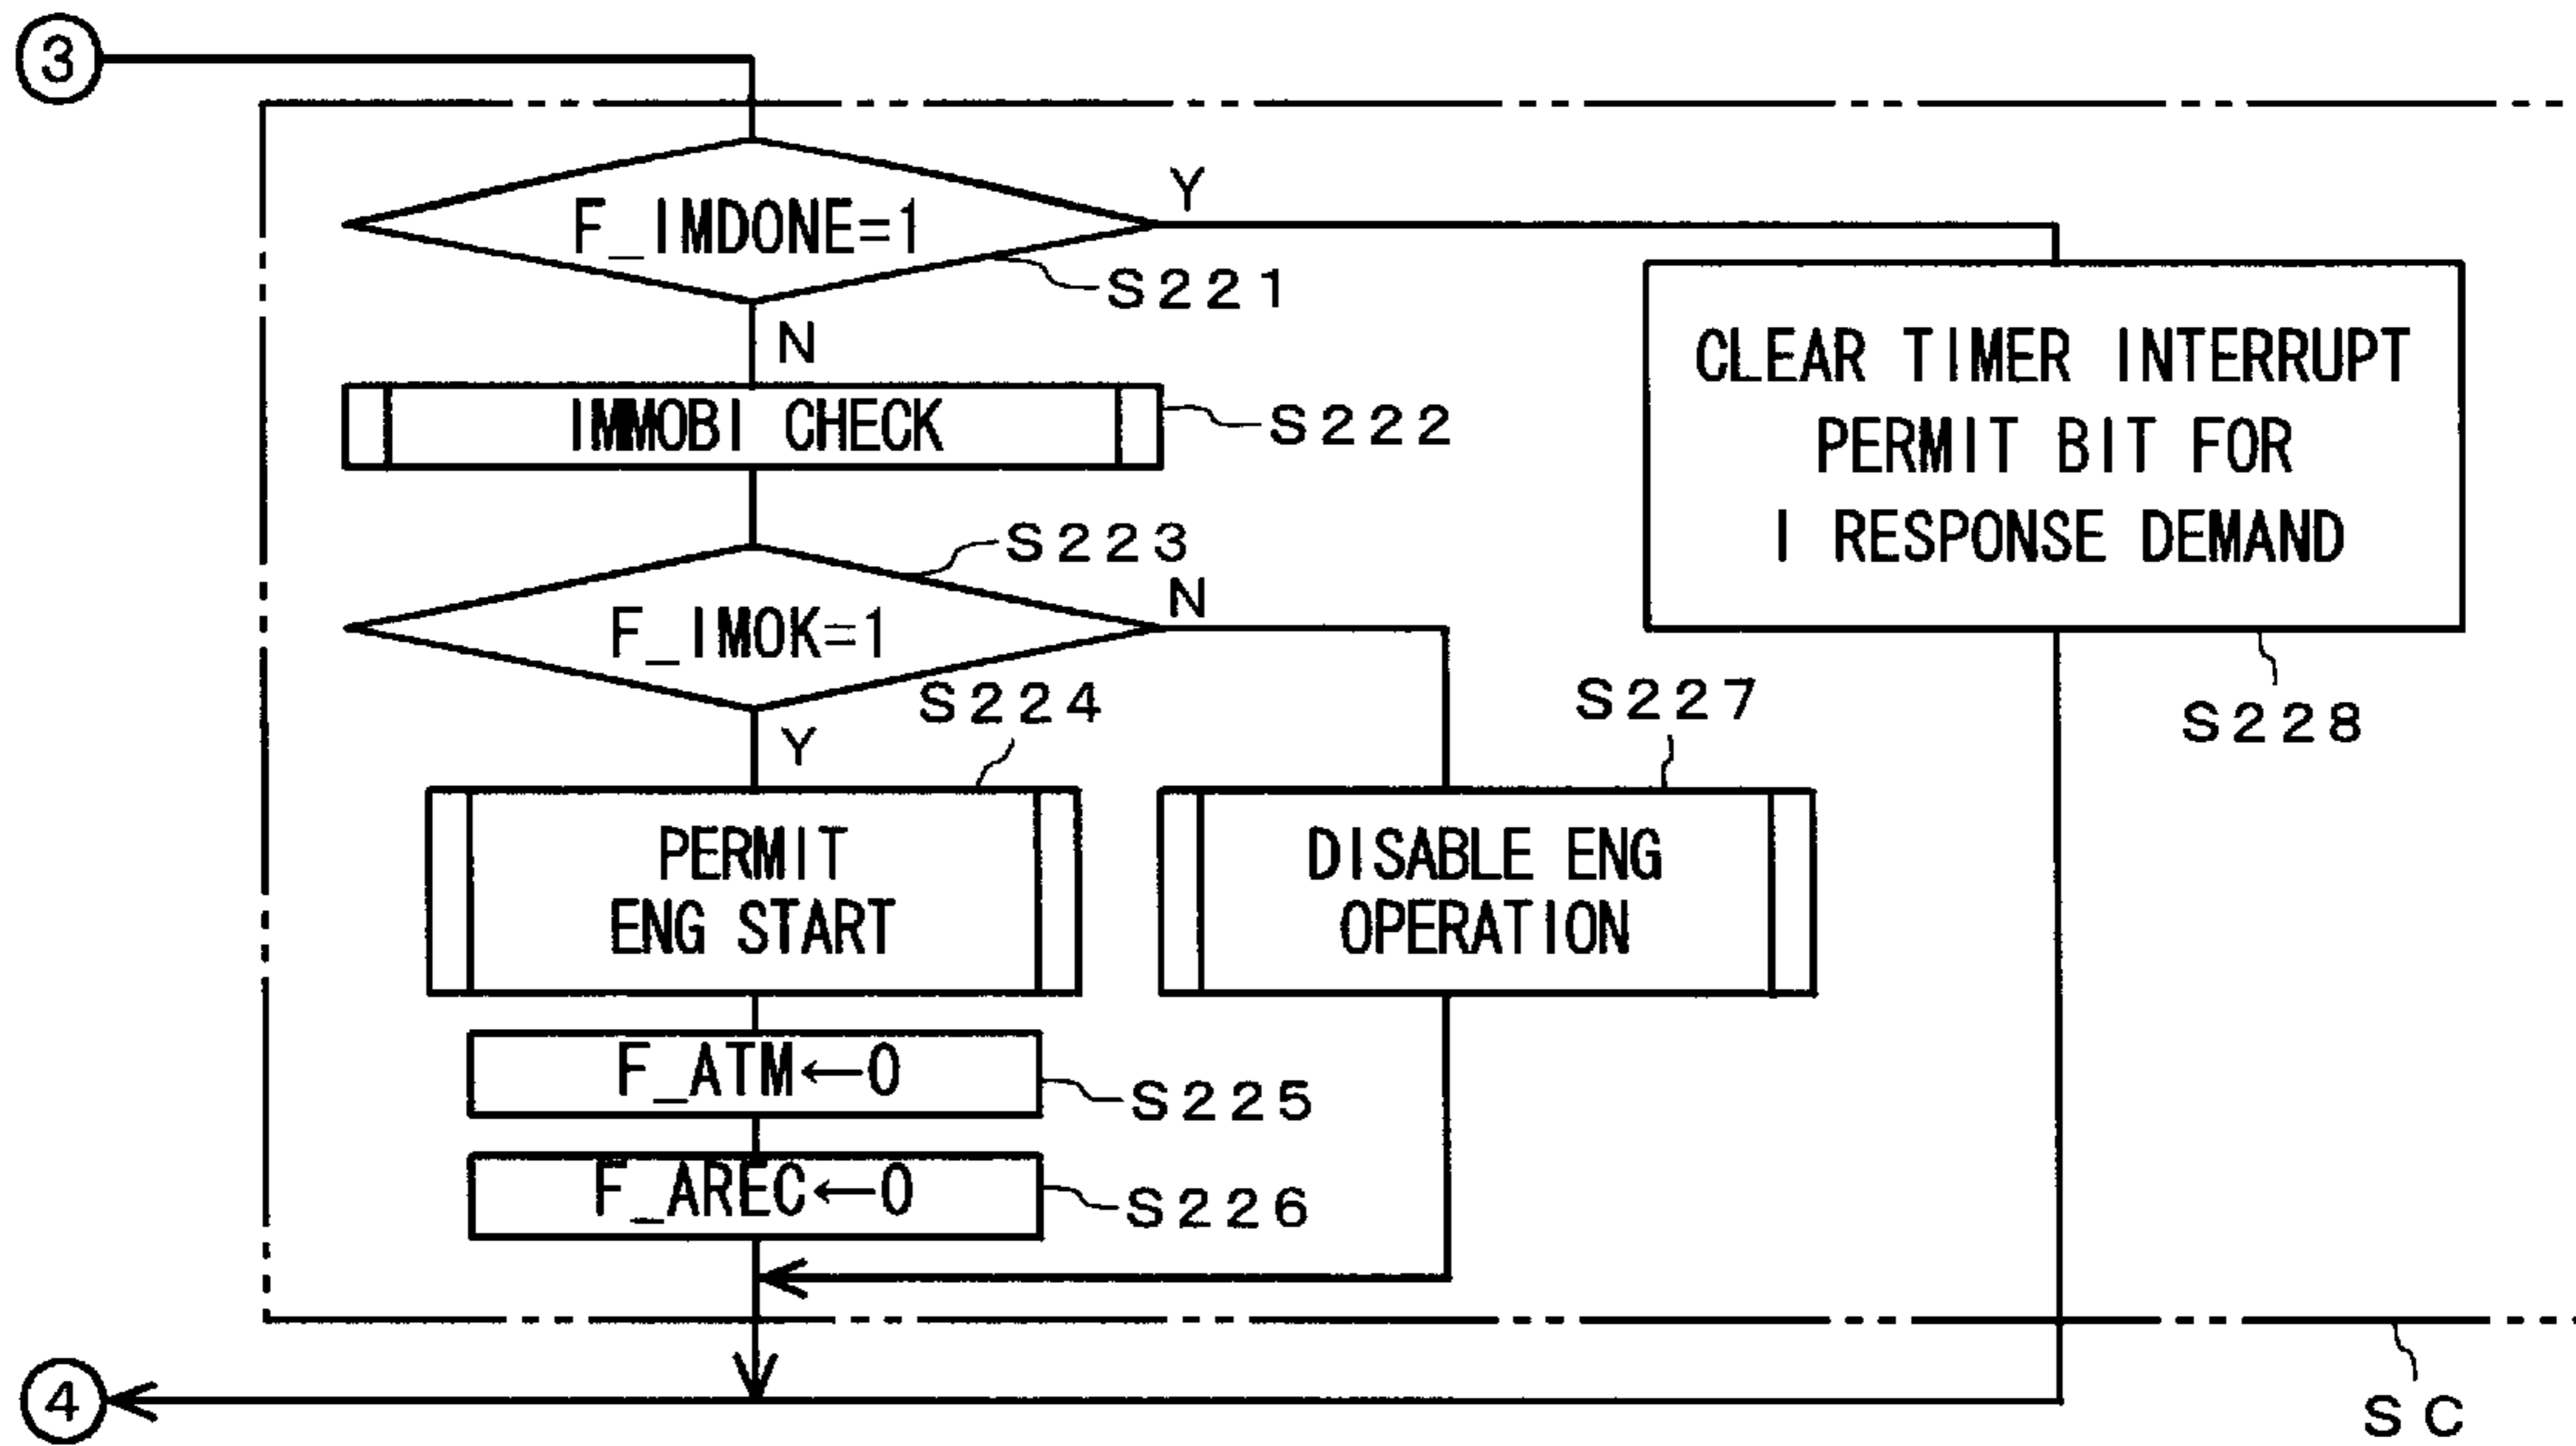 3
F_IMDONE=1
Y
S221
N
IMMOBI CHECK
S222
CLEAR TIMER INTERRUPT
PERMIT BIT FOR
I RESPONSE DEMAND
S228
S223
F_IMOK=1
N
Y
S224
PERMIT
ENG START
S227
DISABLE ENG
OPERATION
F_ATM←0
S225
F_AREC←0
S226
4
SC